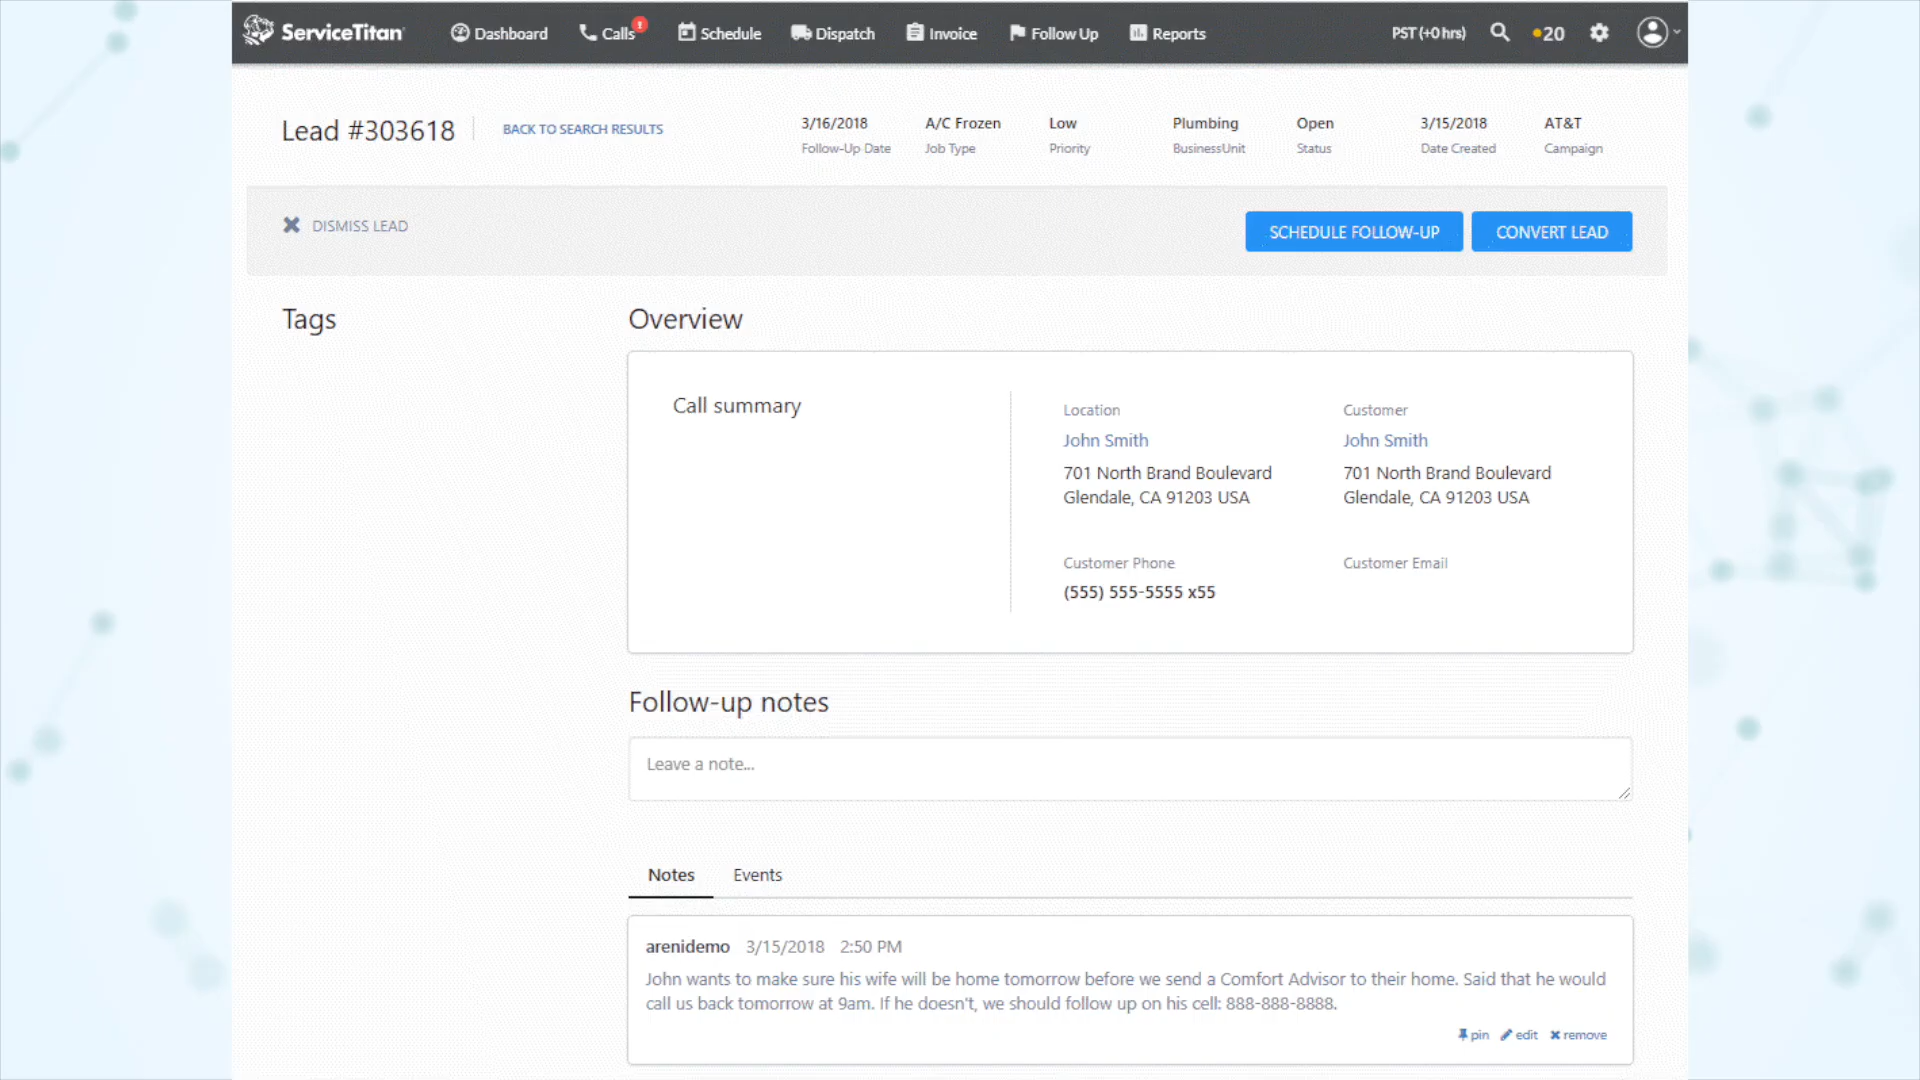 ServiceTitan Dashboard Calls ! Schedule Dispatch Invoice Follow Up Reports PST (+0 hrs) 20
Lead #303618 BACK TO SEARCH RESULTS
3/16/2018 A/C Frozen Low Plumbing Open 3/15/2018 AT&T
Follow-Up Date Job Type Priority BusinessUnit Status Date Created Campaign
DISMISS LEAD SCHEDULE FOLLOW-UP CONVERT LEAD
Tags Overview
Call summary
Location Customer
John Smith John Smith
701 North Brand Boulevard 701 North Brand Boulevard
Glendale, CA 91203 USA Glendale, CA 91203 USA
Customer Phone Customer Email
(555) 555-5555 x55
Follow-up notes
Leave a note...
Notes Events
arenidemo 3/15/2018 2:50 PM
John wants to make sure his wife will be home tomorrow before we send a Comfort Advisor to their home. Said that he would
call us back tomorrow at 9am. If he doesn't, we should follow up on his cell: 888-888-8888.
pin edit remove